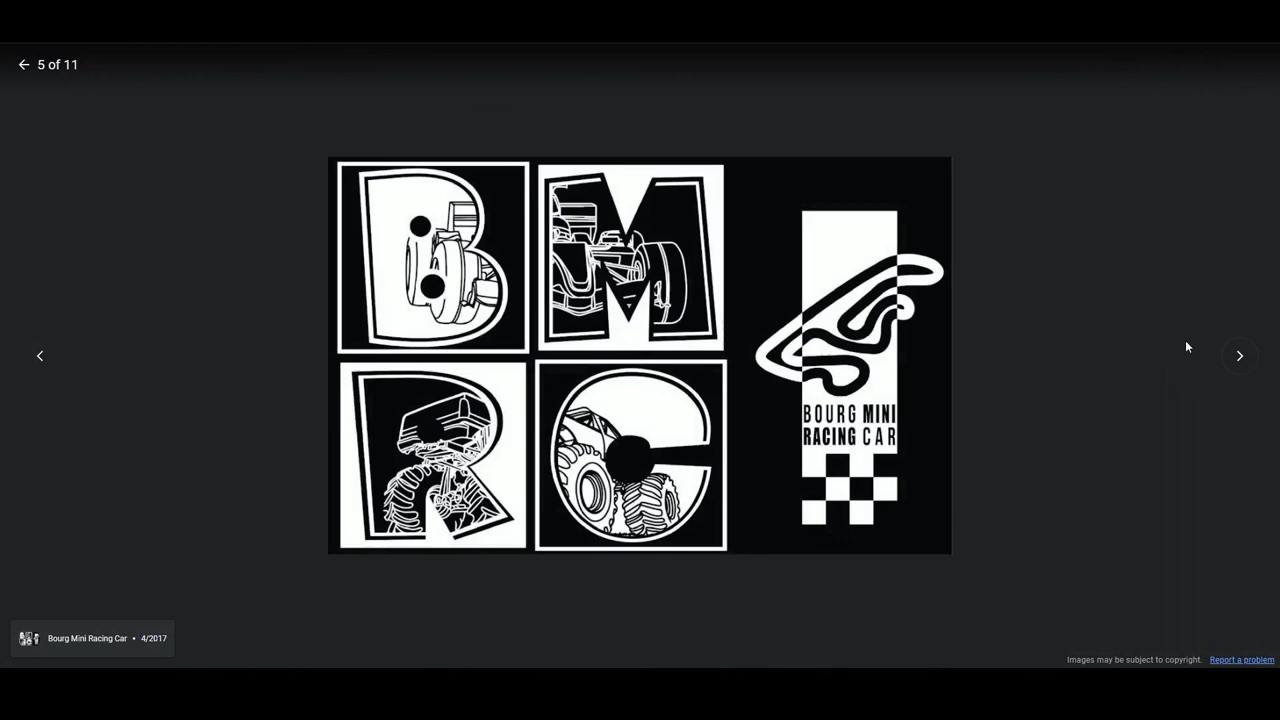 5 of 11
B M
R C
BOURG MINI
RACING CAR
Bourg Mini Racing Car • 4/2017
Images may be subject to copyright. Report a problem